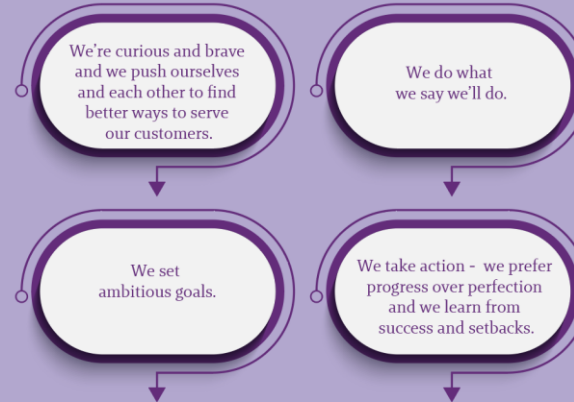 We're curious and brave
and we push ourselves
and each other to find
better ways to serve
our customers.
We do what
we say we'll do.
We set
ambitious goals.
We take action - we prefer
progress over perfection
and we learn from
success and setbacks.